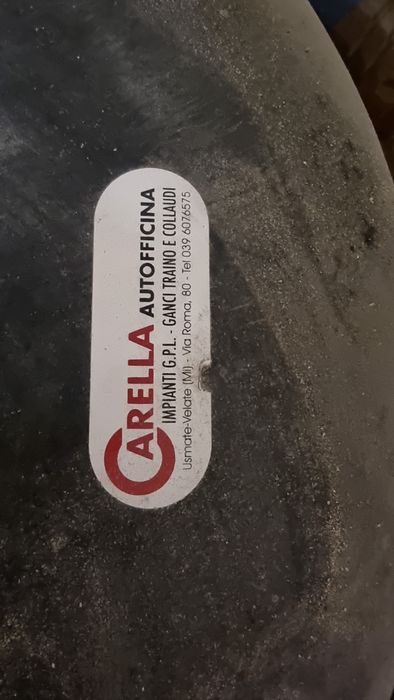 CARELLA AUTOFFICINA
IMPIANTI G.P.L. - GANCI TRAINO E COLLAUDI
Usmate-Velate (MI) - Via Roma, 80 - Tel 039 6076575